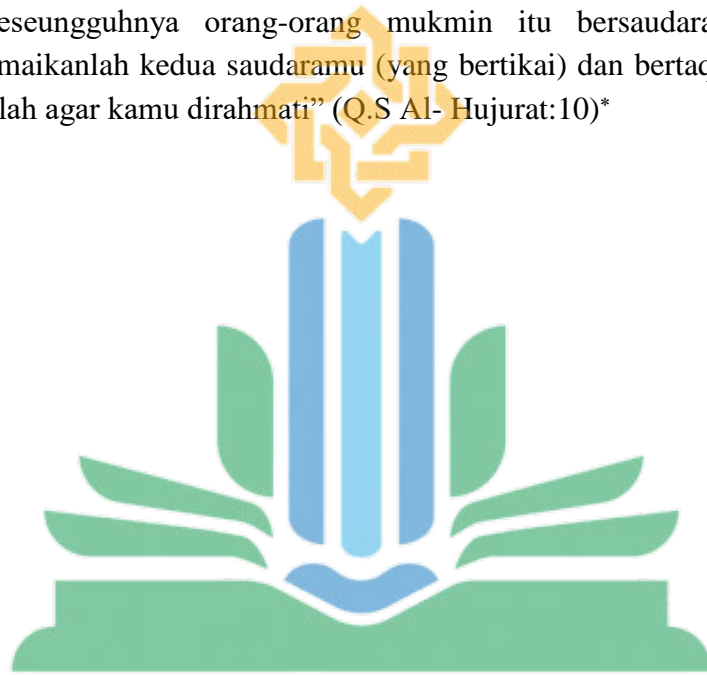 eseungguhnya orang-orang mukmin itu bersaudara
maikanlah kedua saudaramu (yang bertikai) dan bertaq
lah agar kamu dirahmati” (Q.S Al- Hujurat:10)*